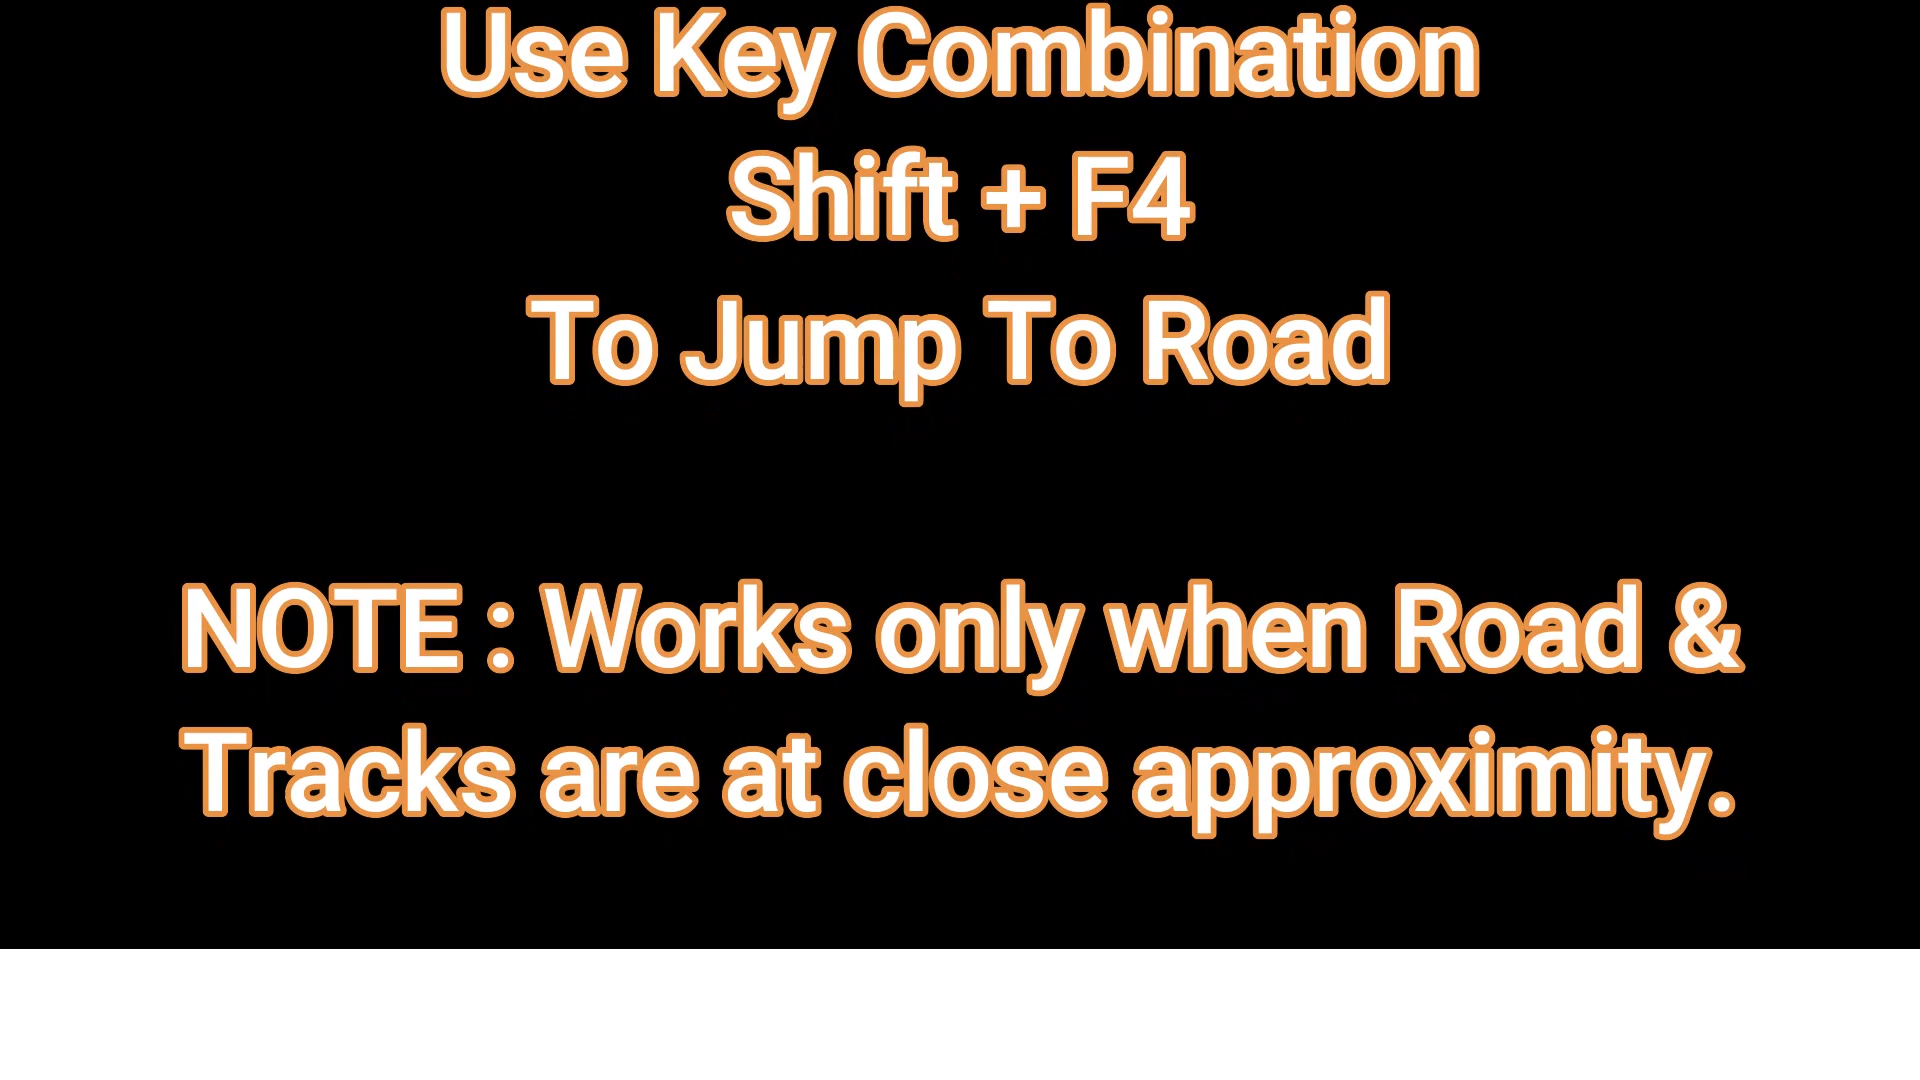 Use Key Combination
Shift + F4
To Jump To Road
NOTE : Works only when Road &
Tracks are at close approximity.